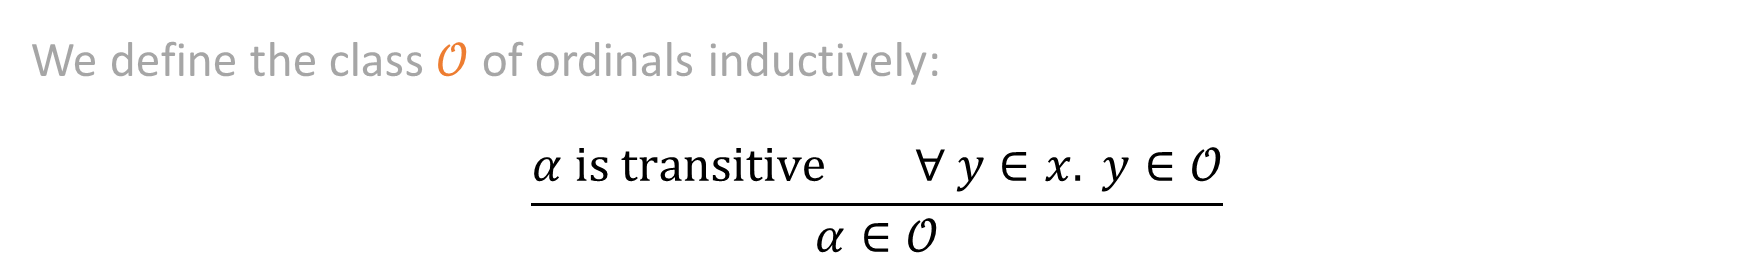 We define the class 𝒪 of ordinals inductively:
α is transitive ∀ y ∈ x. y ∈ 𝒪
α ∈ 𝒪